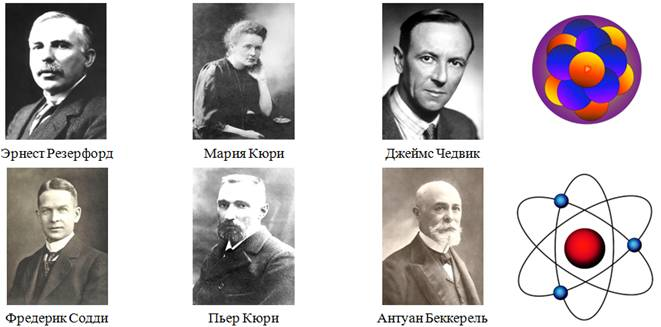 Эрнест Резерфорд
Мария Кюри
Джеймс Чедвик
Фредерик Содди
Пьер Кюри
Антуан Беккерель